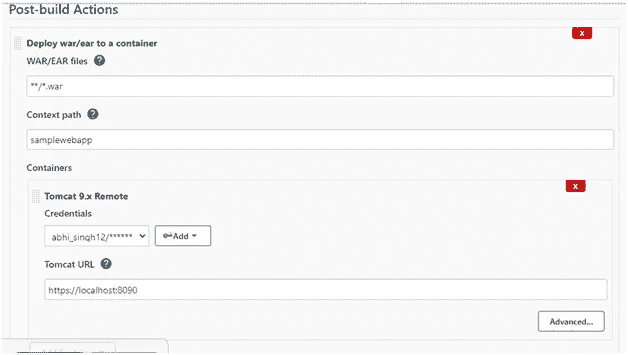 Post-build Actions
x
Deploy war/ear to a container
WAR/EAR files ?
**/*.war
Context path ?
samplewebapp
Containers
x
Tomcat 9.x Remote
Credentials
abhi_singh12/****** Add
Tomcat URL ?
https://localhost:8090
Advanced...